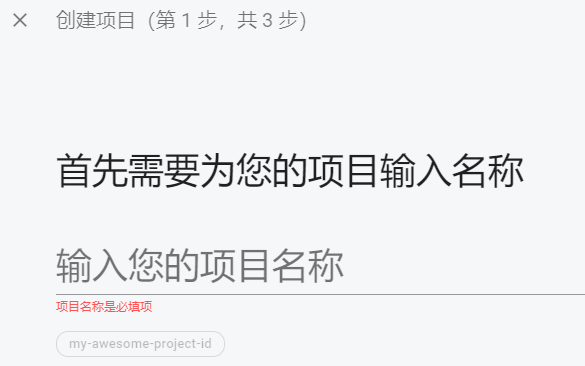 创建项目（第 1 步，共 3 步）
首先需要为您的项目输入名称
输入您的项目名称
项目名称是必填项
my-awesome-project-id